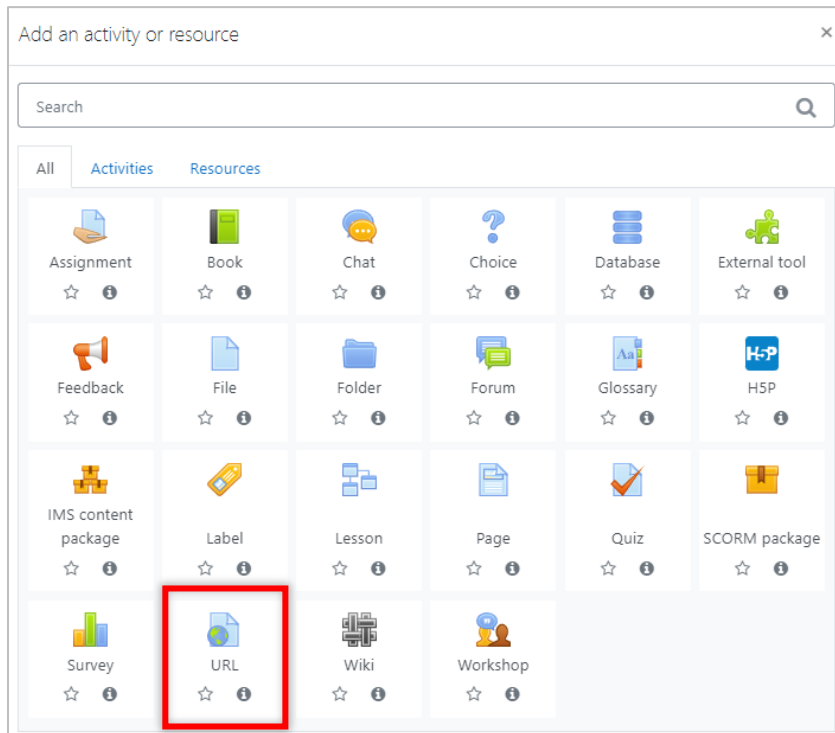 Add an activity or resource ×
Search
All Activities Resources
Assignment Book Chat Choice Database External tool
Feedback File Folder Forum Glossary H5P
IMS content
package Label Lesson Page Quiz SCORM package
Survey URL Wiki Workshop